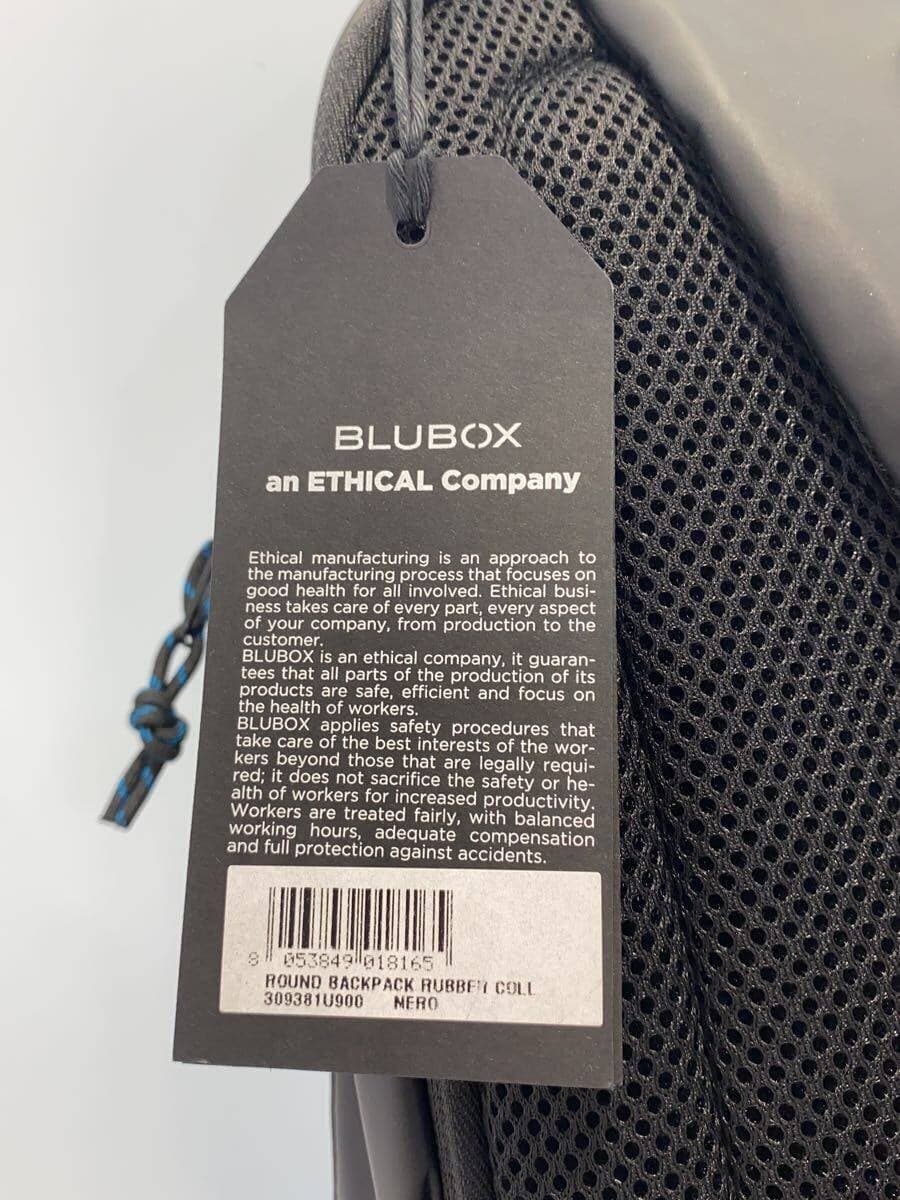 BLUBOX
an ETHICAL Company
Ethical manufacturing is an approach to
the manufacturing process that focuses on
good health for all involved. Ethical busi-
ness takes care of every part, every aspect
of your company, from production to the
customer.
BLUBOX is an ethical company, it guaran-
tees that all parts of the production of its
products are safe, efficient and focus on
the health of workers.
BLUBOX applies safety procedures that
take care of the best interests of the wor-
kers beyond those that are legally requi-
red; it does not sacrifice the safety or he-
alth of workers for increased productivity.
Workers are treated fairly, with balanced
working hours, adequate compensation
and full protection against accidents.
8 053849 018165
ROUND BACKPACK RUBBER COLL
309381U900 NERO